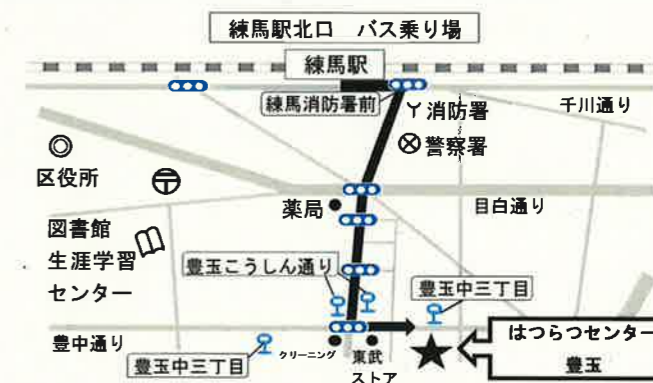 練馬駅北口 バス乗り場
練馬駅
練馬消防署前
消防署
千川通り
警察署
区役所
薬局
目白通り
図書館
生涯学習
センター
豊玉こうしん通り
豊玉中三丁目
はつらつセンター
豊玉
豊中通り
豊玉中三丁目
クリーニング
東武
ストア